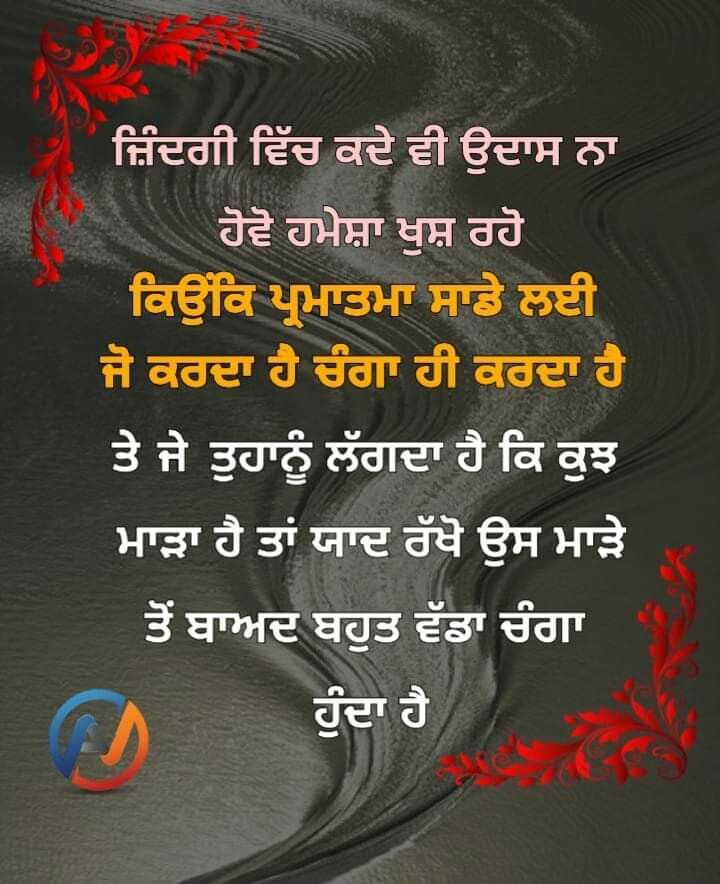 ਜ਼ਿੰਦਗੀ ਵਿੱਚ ਕਦੇ ਵੀ ਉਦਾਸ ਨਾ
ਹੋਵੋ ਹਮੇਸ਼ਾ ਖੁਸ਼ ਰਹੋ
ਕਿਉਂਕਿ ਪ੍ਰਮਾਤਮਾ ਸਾਡੇ ਲਈ
ਜੋ ਕਰਦਾ ਹੈ ਚੰਗਾ ਹੀ ਕਰਦਾ ਹੈ
ਤੇ ਜੇ ਤੁਹਾਨੂੰ ਲੱਗਦਾ ਹੈ ਕਿ ਕੁਝ
ਮਾੜਾ ਹੈ ਤਾਂ ਯਾਦ ਰੱਖੋ ਉਸ ਮਾੜੇ
ਤੋਂ ਬਾਅਦ ਬਹੁਤ ਵੱਡਾ ਚੰਗਾ
ਹੁੰਦਾ ਹੈ